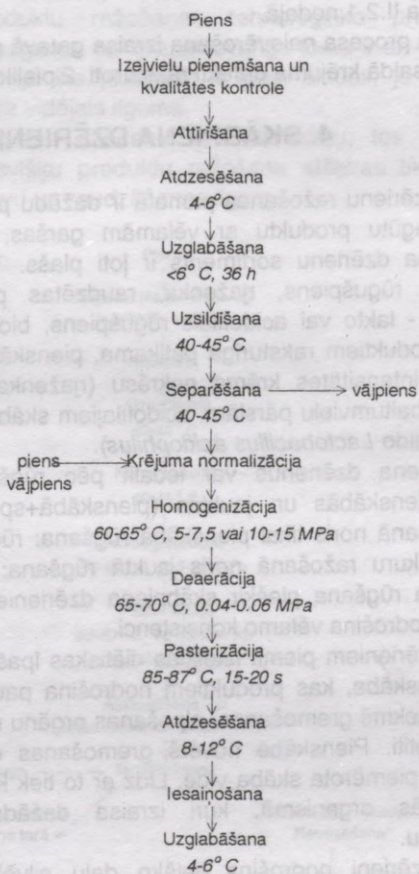 Piens
Izejvielu pieņemšana un
kvalitātes kontrole
Attīrīšana
Atdzesēšana
4-6° C
Uzglabāšana
<6° C, 36 h
Uzsildīšana
40-45° C
Separēšana → vājpiens
40-45° C
piens → Krējuma normalizācija
vājpiens
Homogenizācija
60-65° C, 5-7,5 vai 10-15 MPa
Deaerācija
65-70° C, 0.04-0.06 MPa
Pasterizācija
85-87° C, 15-20 s
Atdzesēšana
8-12° C
Iesaiņošana
Uzglabāšana
4-6° C